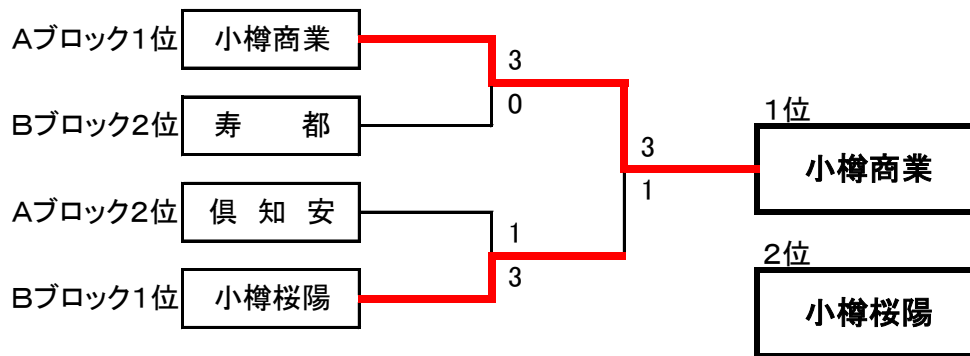 Aブロック1位 小樽商業
3
0
Bブロック2位 寿 都
1位
3
小樽商業
1
Aブロック2位 倶 知 安
1
2位
3
Bブロック1位 小樽桜陽
小樽桜陽